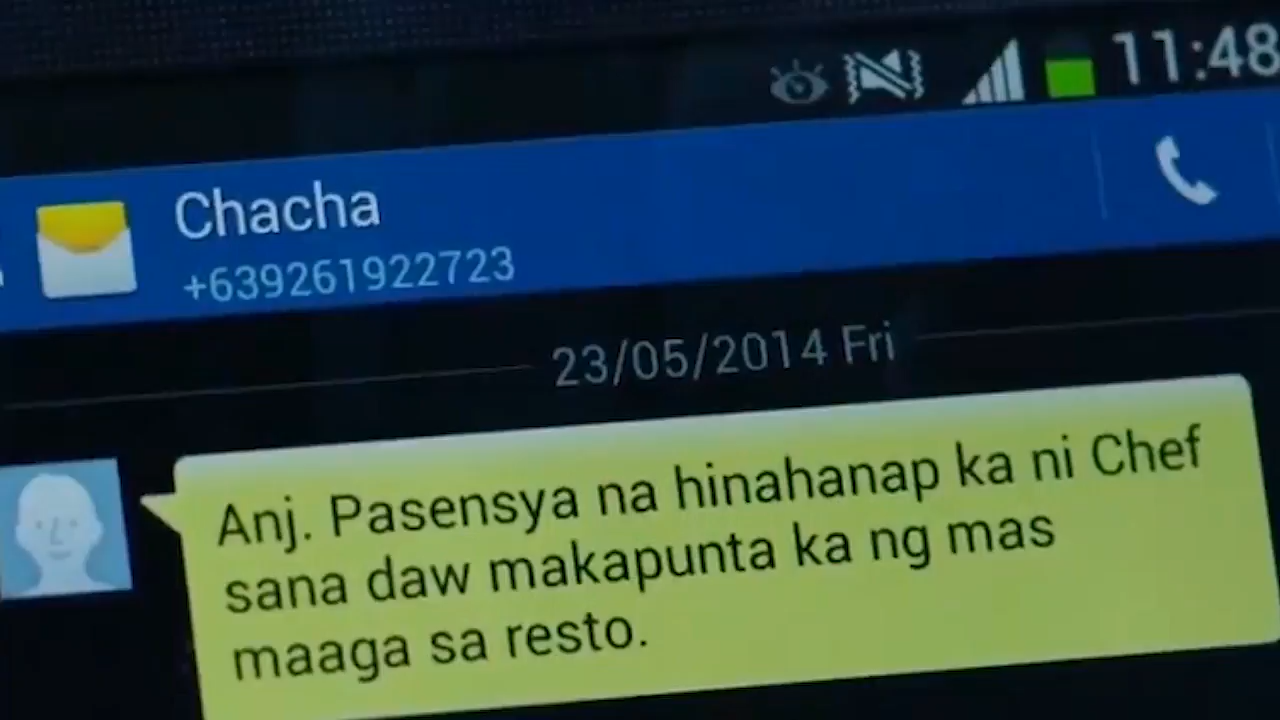 11:48
Chacha
+639261922723
23/05/2014 Fri
Anj. Pasensya na hinahanap ka ni Chef
sana daw makapunta ka ng mas
maaga sa resto.